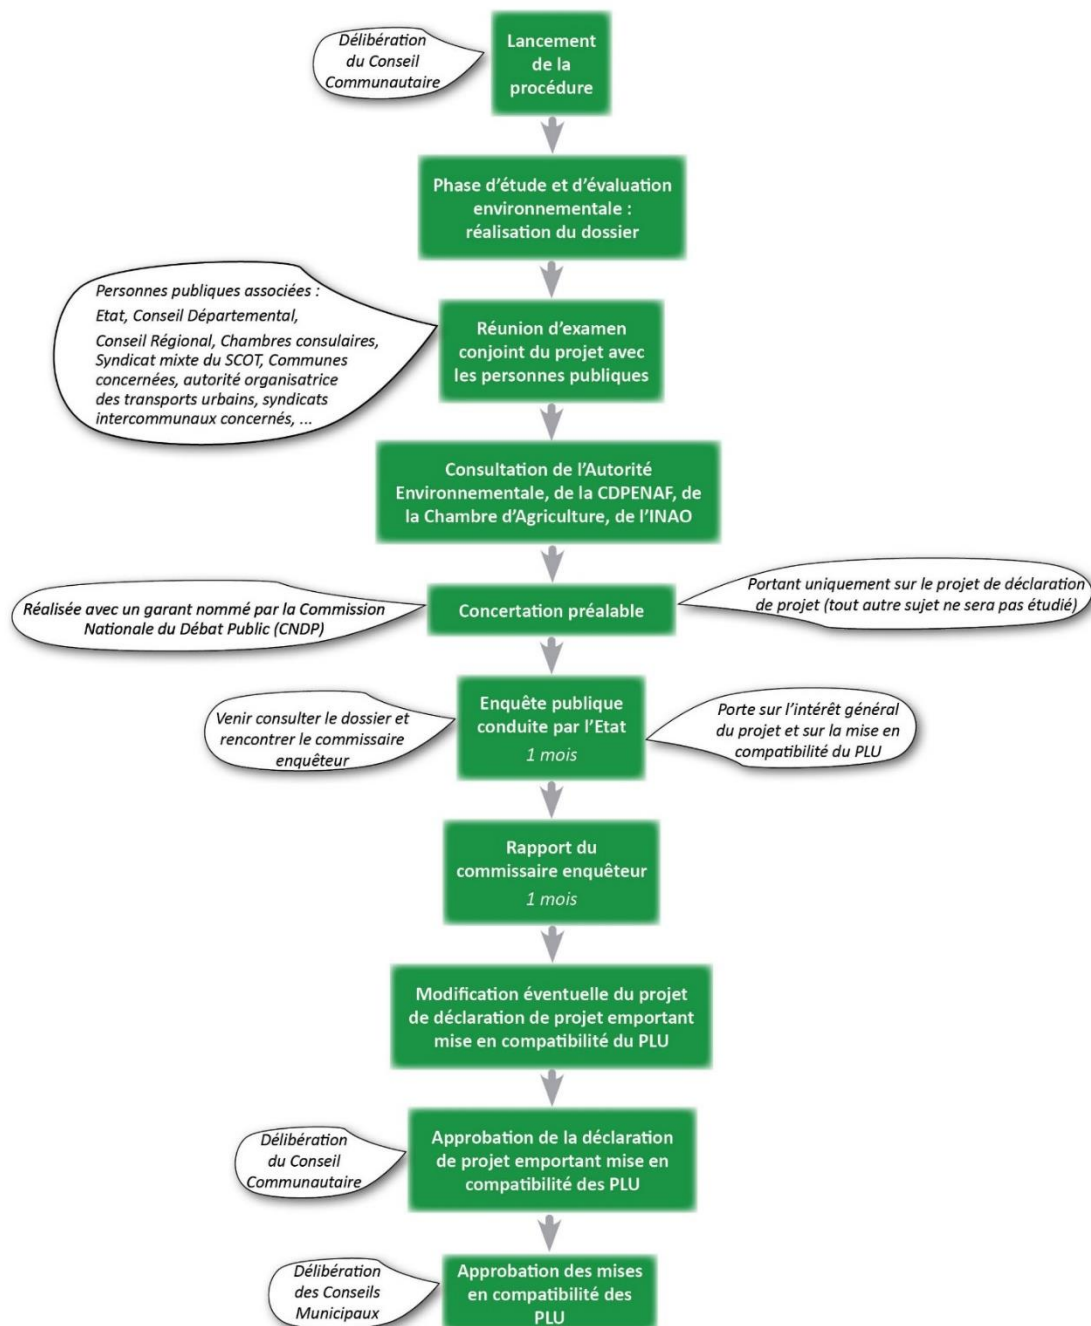 Délibération
du Conseil
Communautaire
Lancement
de la
procédure
Phase d’étude et d’évaluation
environnementale :
réalisation du dossier
Personnes publiques associées :
Etat, Conseil Départemental,
Conseil Régional, Chambres consulaires,
Syndicat mixte du SCOT, Communes
concernées, autorité organisatrice
des transports urbains, syndicats
intercommunaux concernés, ...
Réunion d’examen
conjoint du projet avec
les personnes publiques
Consultation de l’Autorité
Environnementale, de la CDPENAF, de
la Chambre d’Agriculture, de l’INAO
Réalisée avec un garant nommé par la Commission
Nationale du Débat Public (CNDP)
Concertation préalable
Portant uniquement sur le projet de déclaration
de projet (tout autre sujet ne sera pas étudié)
Venir consulter le dossier et
rencontrer le commissaire
enquêteur
Enquête publique
conduite par l’Etat
1 mois
Porte sur l’intérêt général
du projet et sur la mise en
compatibilité du PLU
Rapport du
commissaire enquêteur
1 mois
Modification éventuelle du projet
de déclaration de projet emportant
mise en compatibilité du PLU
Délibération
du Conseil
Communautaire
Approbation de la déclaration
de projet emportant mise en
compatibilité des PLU
Délibération
des Conseils
Municipaux
Approbation des mises
en compatibilité des
PLU